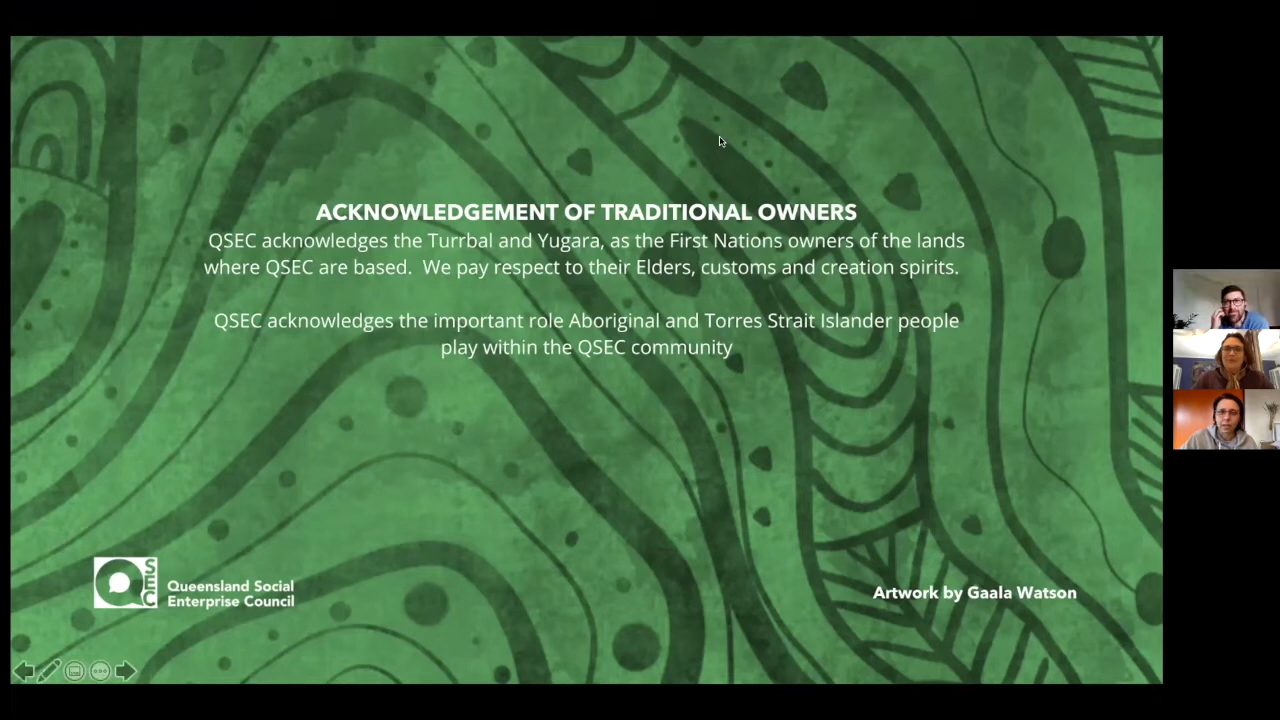 ACKNOWLEDGEMENT OF TRADITIONAL OWNERS
QSEC acknowledges the Turrbal and Yugara, as the First Nations owners of the lands
where QSEC are based.  We pay respect to their Elders, customs and creation spirits.
QSEC acknowledges the important role Aboriginal and Torres Strait Islander people
play within the QSEC community
QSEC
Queensland Social
Enterprise Council
Artwork by Gaala Watson